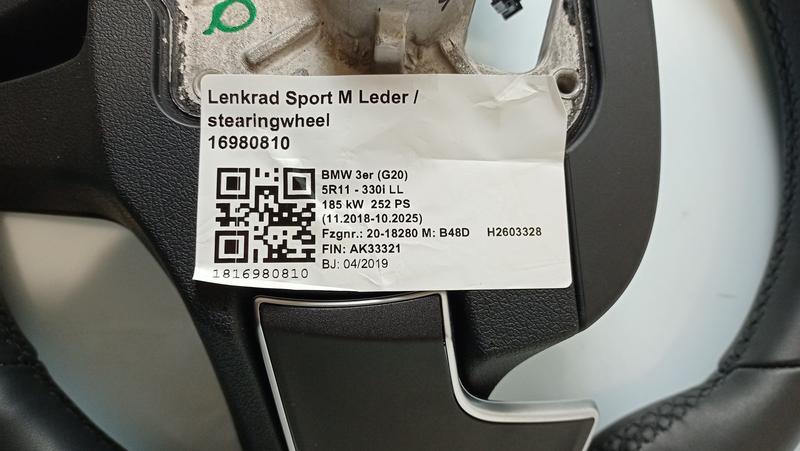 Lenkrad Sport M Leder /
stearingwheel
16980810
BMW 3er (G20)
5R11 - 330i LL
185 kW 252 PS
(11.2018-10.2025)
Fzgnr.: 20-18280 M: B48D H2603328
FIN: AK33321
BJ: 04/2019
1816980810